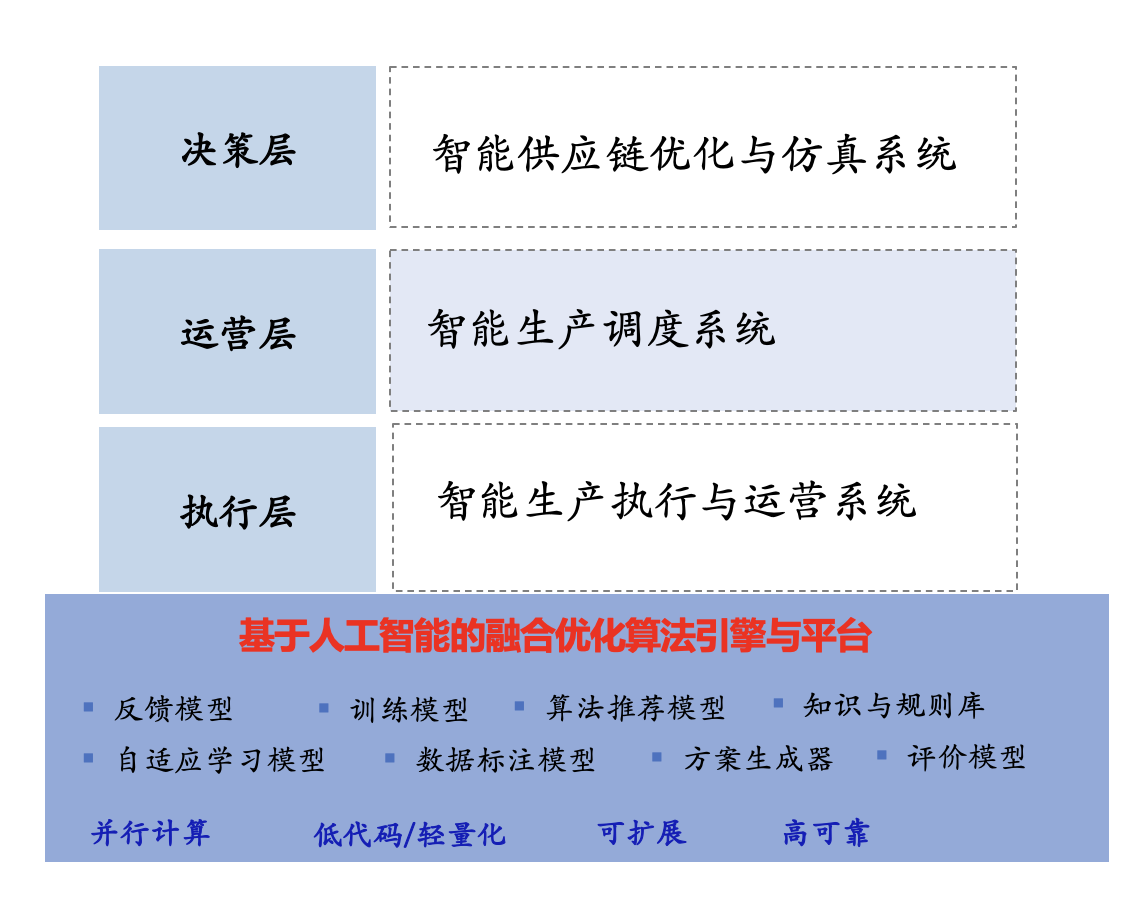 决策层
智能供应链优化与仿真系统
运营层
智能生产调度系统
执行层
智能生产执行与运营系统
基于人工智能的融合优化算法引擎与平台
▪ 反馈模型 ▪ 训练模型 ▪ 算法推荐模型 ▪ 知识与规则库
▪ 自适应学习模型 ▪ 数据标注模型 ▪ 方案生成器 ▪ 评价模型
并行计算 低代码/轻量化 可扩展 高可靠